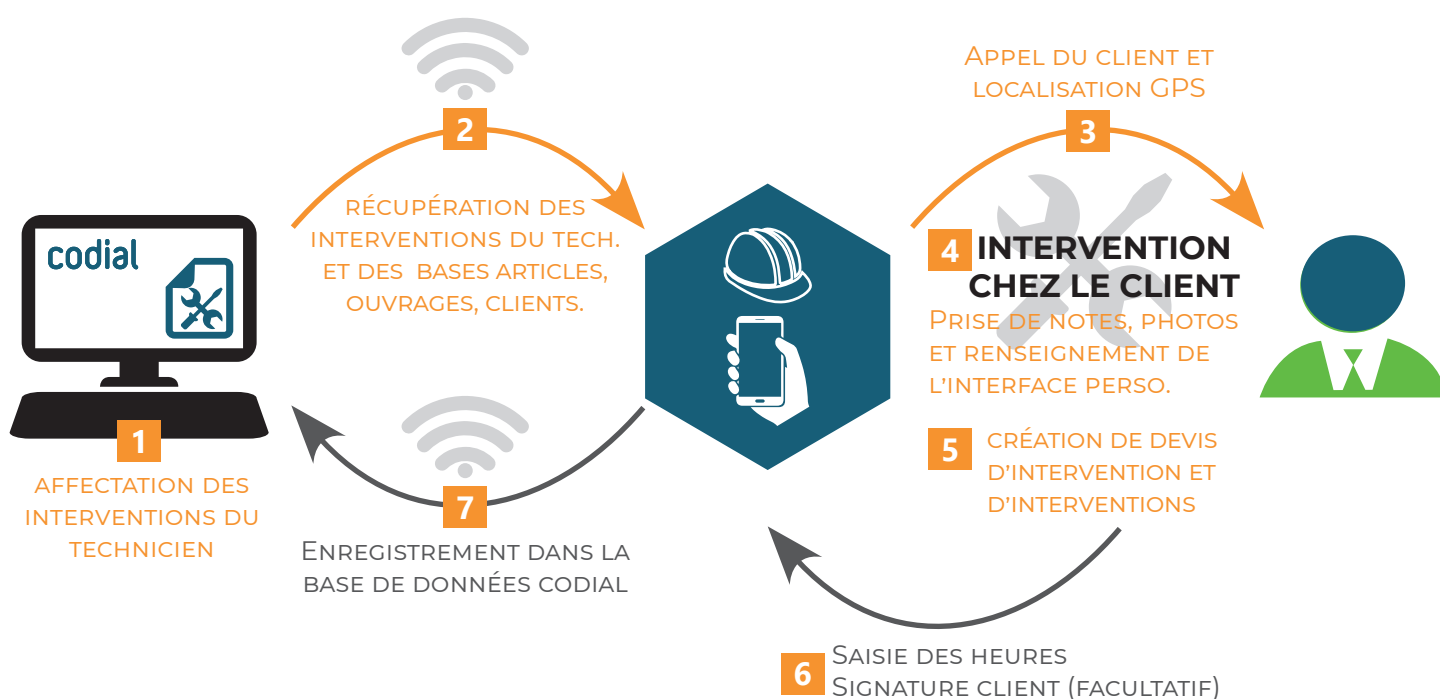 codial
1
AFFECTATION DES
INTERVENTIONS DU
TECHNICIEN
2
RÉCUPÉRATION DES
INTERVENTIONS DU TECH.
ET DES BASES ARTICLES,
OUVRAGES, CLIENTS.
APPEL DU CLIENT ET
LOCALISATION GPS
3
4 INTERVENTION
CHEZ LE CLIENT
PRISE DE NOTES, PHOTOS
ET RENSEIGNEMENT DE
L'INTERFACE PERSO.
5 CRÉATION DE DEVIS
D'INTERVENTION ET
D'INTERVENTIONS
6 SAISIE DES HEURES
SIGNATURE CLIENT (FACULTATIF)
7
ENREGISTREMENT DANS LA
BASE DE DONNÉES CODIAL